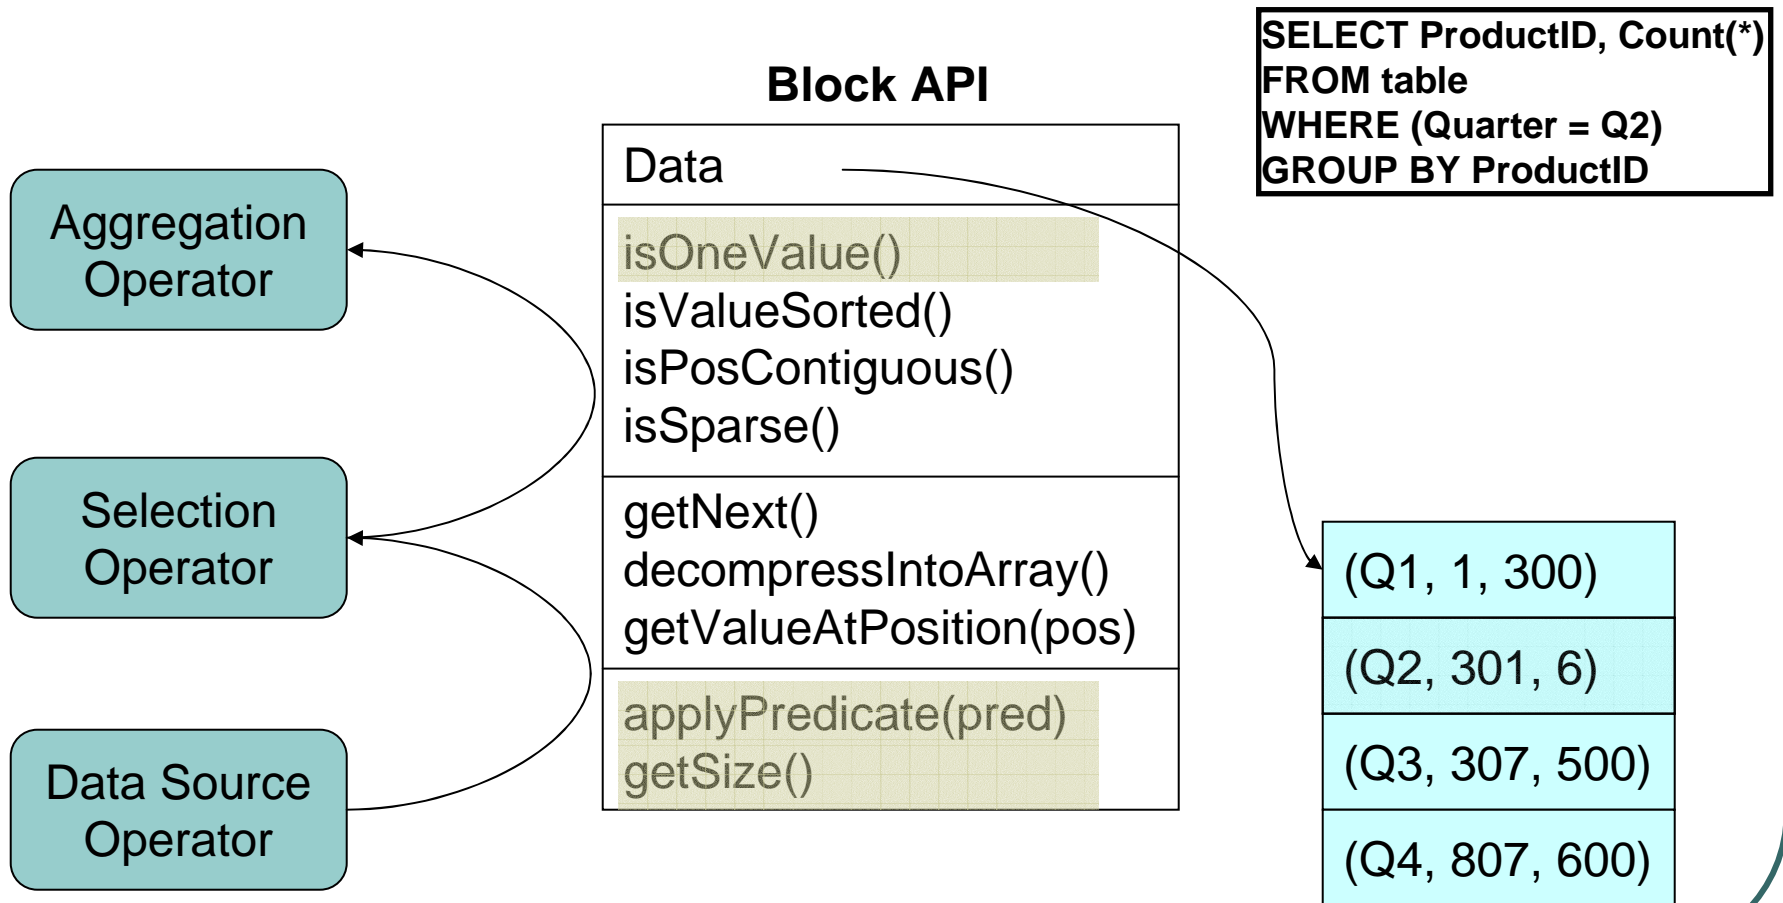 SELECT ProductID, Count(*)
FROM table
WHERE (Quarter = Q2)
GROUP BY ProductID
Block API
Data
isOneValue()
isValueSorted()
isPosContiguous()
isSparse()
getNext()
decompressIntoArray()
getValueAtPosition(pos)
applyPredicate(pred)
getSize()
Aggregation
Operator
Selection
Operator
Data Source
Operator
(Q1, 1, 300)
(Q2, 301, 6)
(Q3, 307, 500)
(Q4, 807, 600)